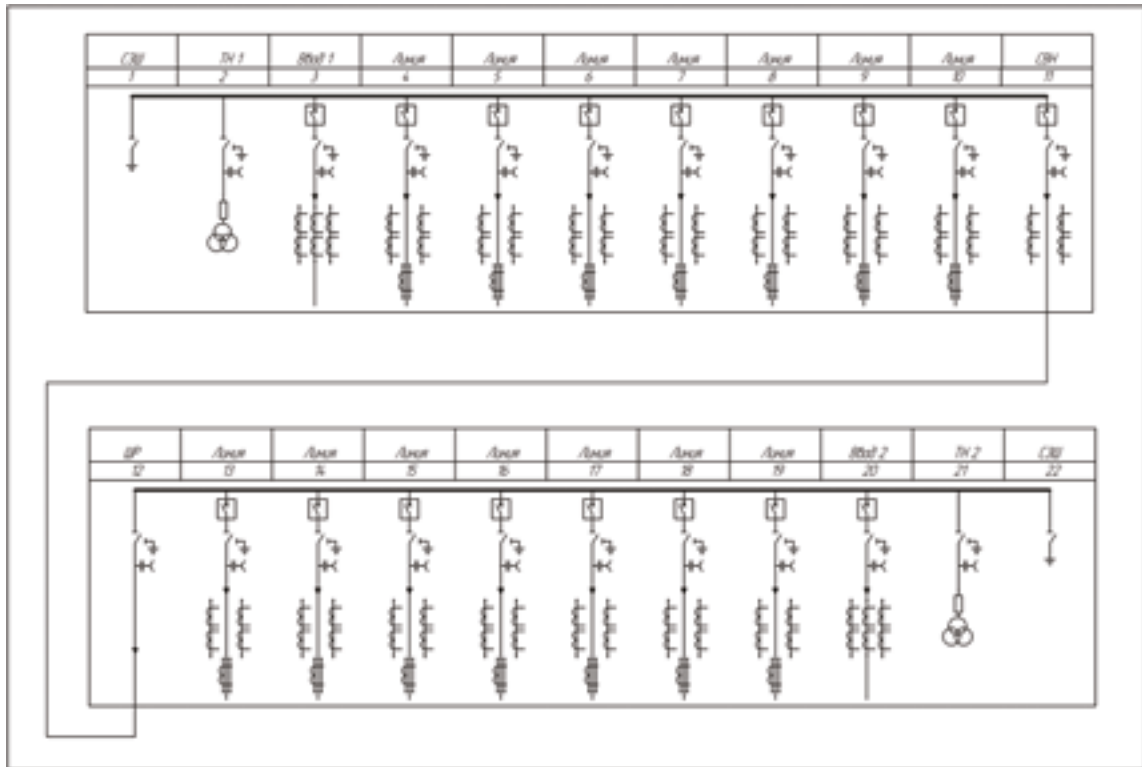 СЗШ ТН 1 Ввод 1 Линия Линия Линия Линия Линия Линия Линия СВН
1 2 3 4 5 6 7 8 9 10 11
ШР Линия Линия Линия Линия Линия Линия Линия Ввод 2 ТН 2 СЗШ
12 13 14 15 16 17 18 19 20 21 22